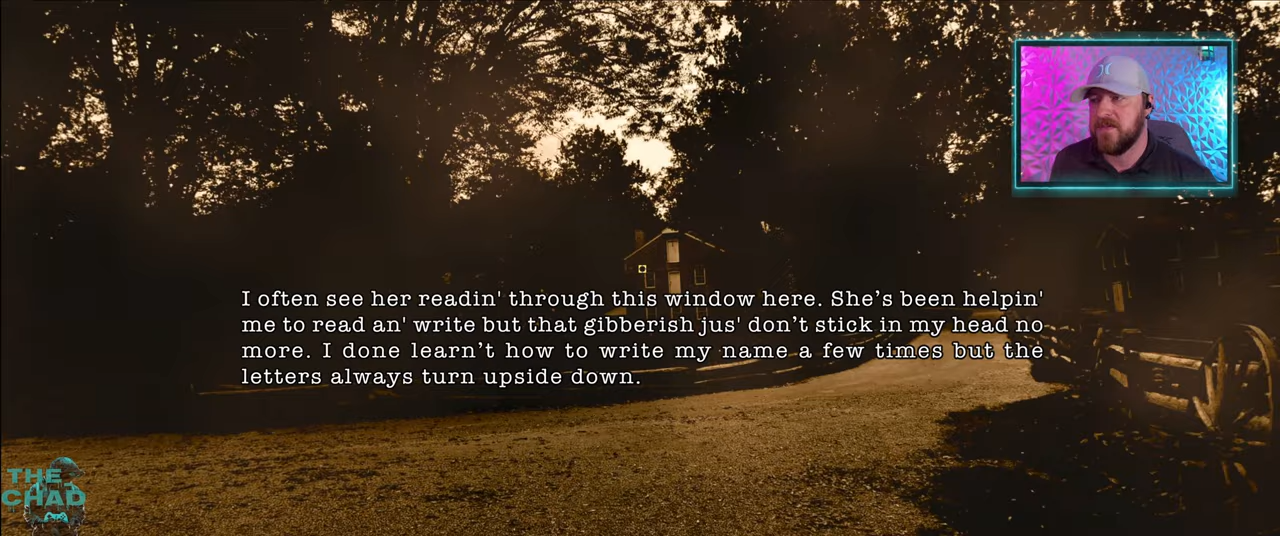 I often see her readin' through this window here. She’s been helpin'
me to read an' write but that gibberish jus' don’t stick in my head no
more. I done learn’t how to write my name a few times but the
letters always turn upside down.
THE
CHAD